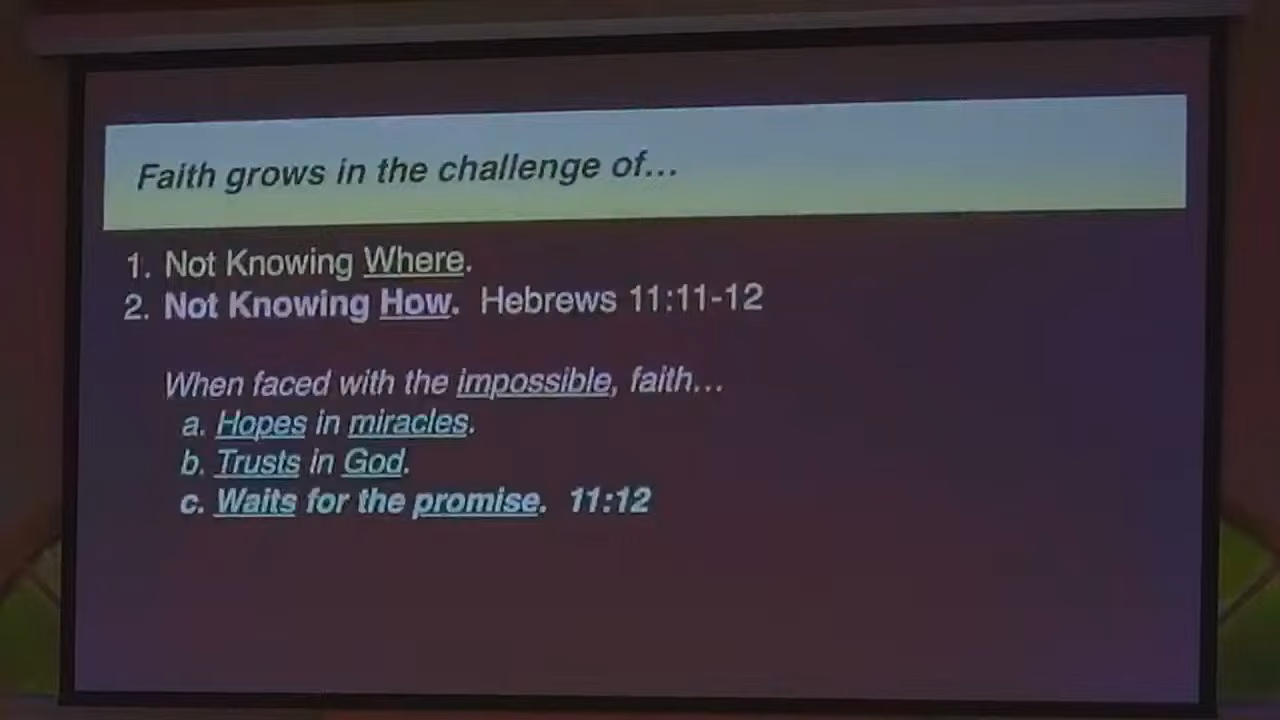 Faith grows in the challenge of...
1. Not Knowing Where.
2. Not Knowing How. Hebrews 11:11-12
When faced with the impossible, faith...
a. Hopes in miracles.
b. Trusts in God.
c. Waits for the promise. 11:12